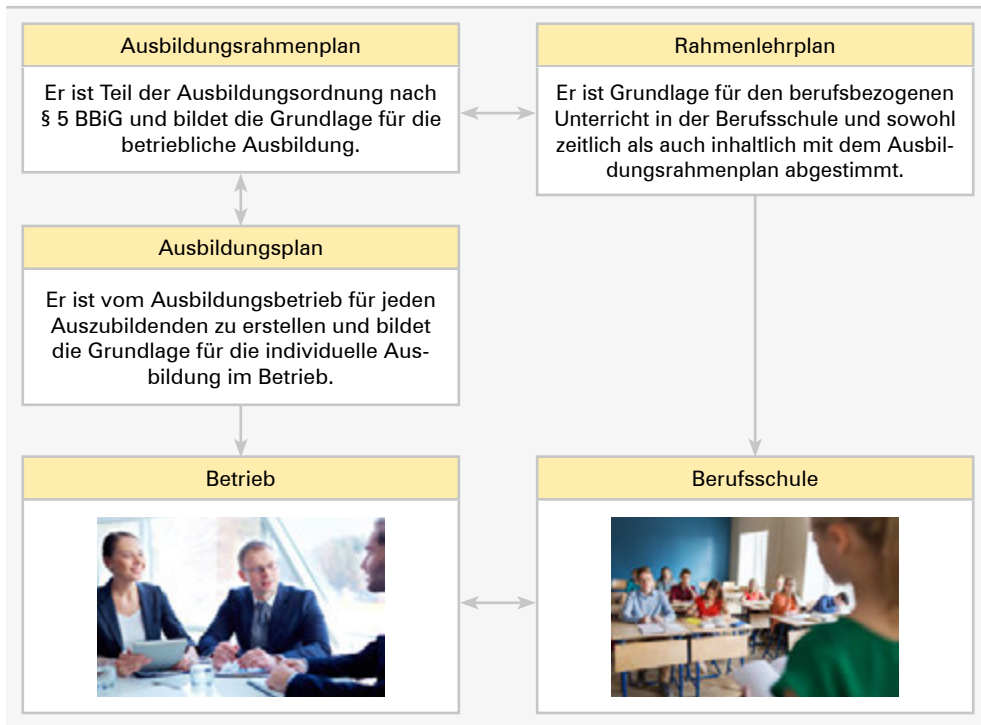 Ausbildungsrahmenplan
Er ist Teil der Ausbildungsordnung nach
§ 5 BBiG und bildet die Grundlage für die
betriebliche Ausbildung.
Rahmenlehrplan
Er ist Grundlage für den berufsbezogenen
Unterricht in der Berufsschule und sowohl
zeitlich als auch inhaltlich mit dem Ausbil-
dungsrahmenplan abgestimmt.
Ausbildungsplan
Er ist vom Ausbildungsbetrieb für jeden
Auszubildenden zu erstellen und bildet
die Grundlage für die individuelle Aus-
bildung im Betrieb.
Betrieb
Berufsschule